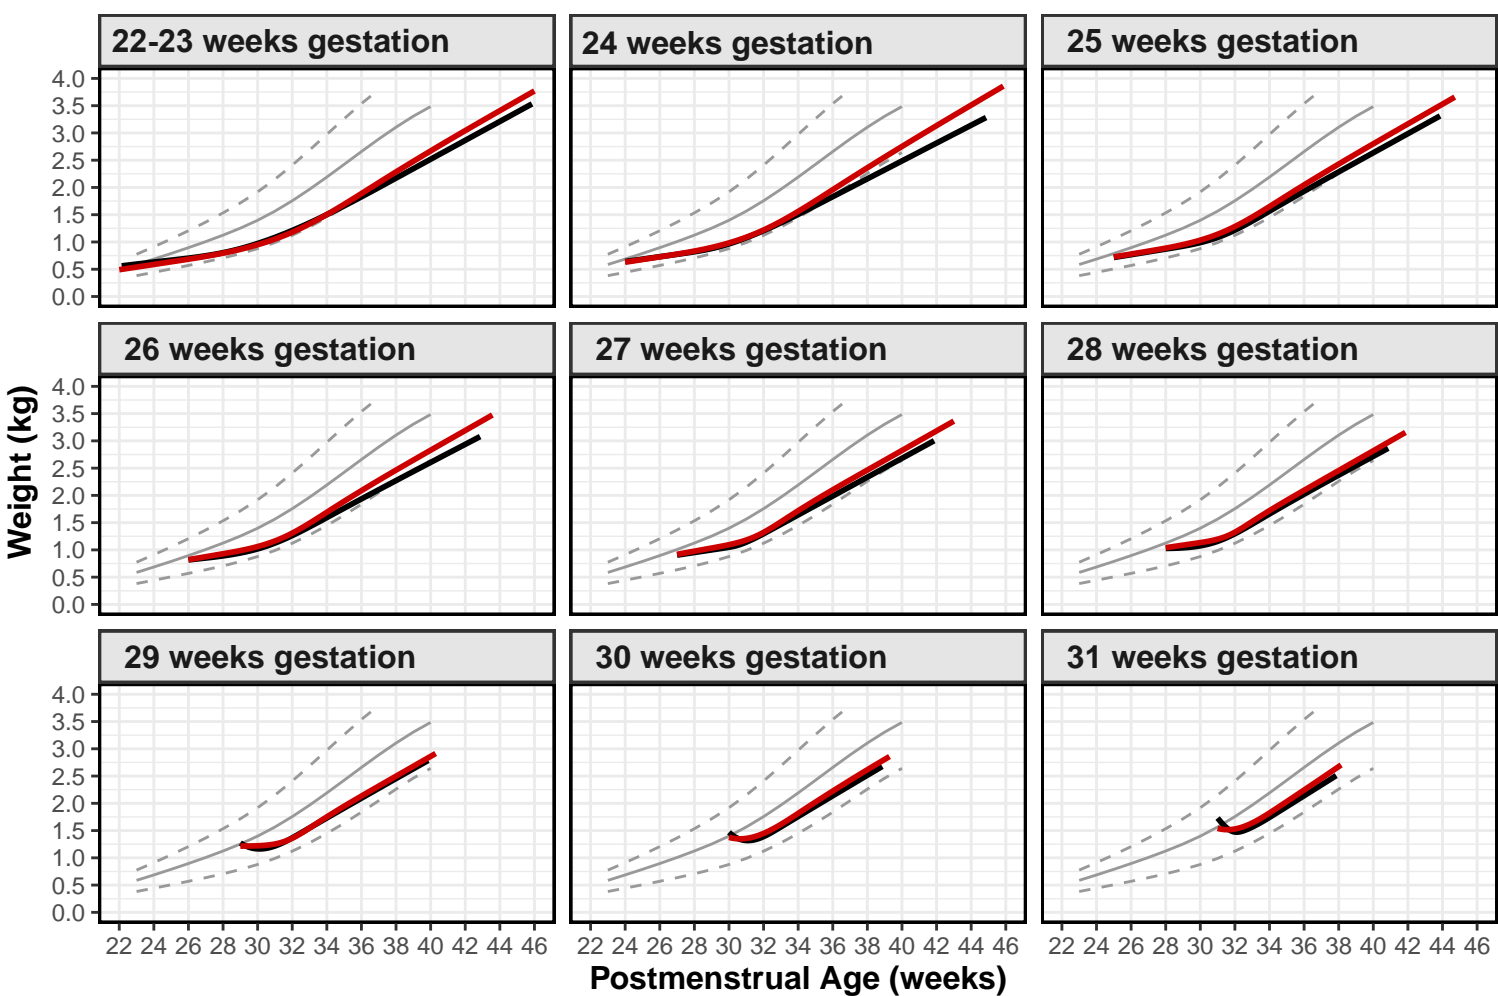 22-23 weeks gestation
24 weeks gestation
25 weeks gestation
4.0
3.5
3.0
2.5
2.0
1.5
1.0
0.5
0.0
26 weeks gestation
27 weeks gestation
28 weeks gestation
4.0
3.5
3.0
2.5
2.0
1.5
1.0
0.5
0.0
Weight (kg)
29 weeks gestation
30 weeks gestation
31 weeks gestation
4.0
3.5
3.0
2.5
2.0
1.5
1.0
0.5
0.0
22 24 26 28 30 32 34 36 38 40 42 44 46
22 24 26 28 30 32 34 36 38 40 42 44 46
22 24 26 28 30 32 34 36 38 40 42 44 46
Postmenstrual Age (weeks)